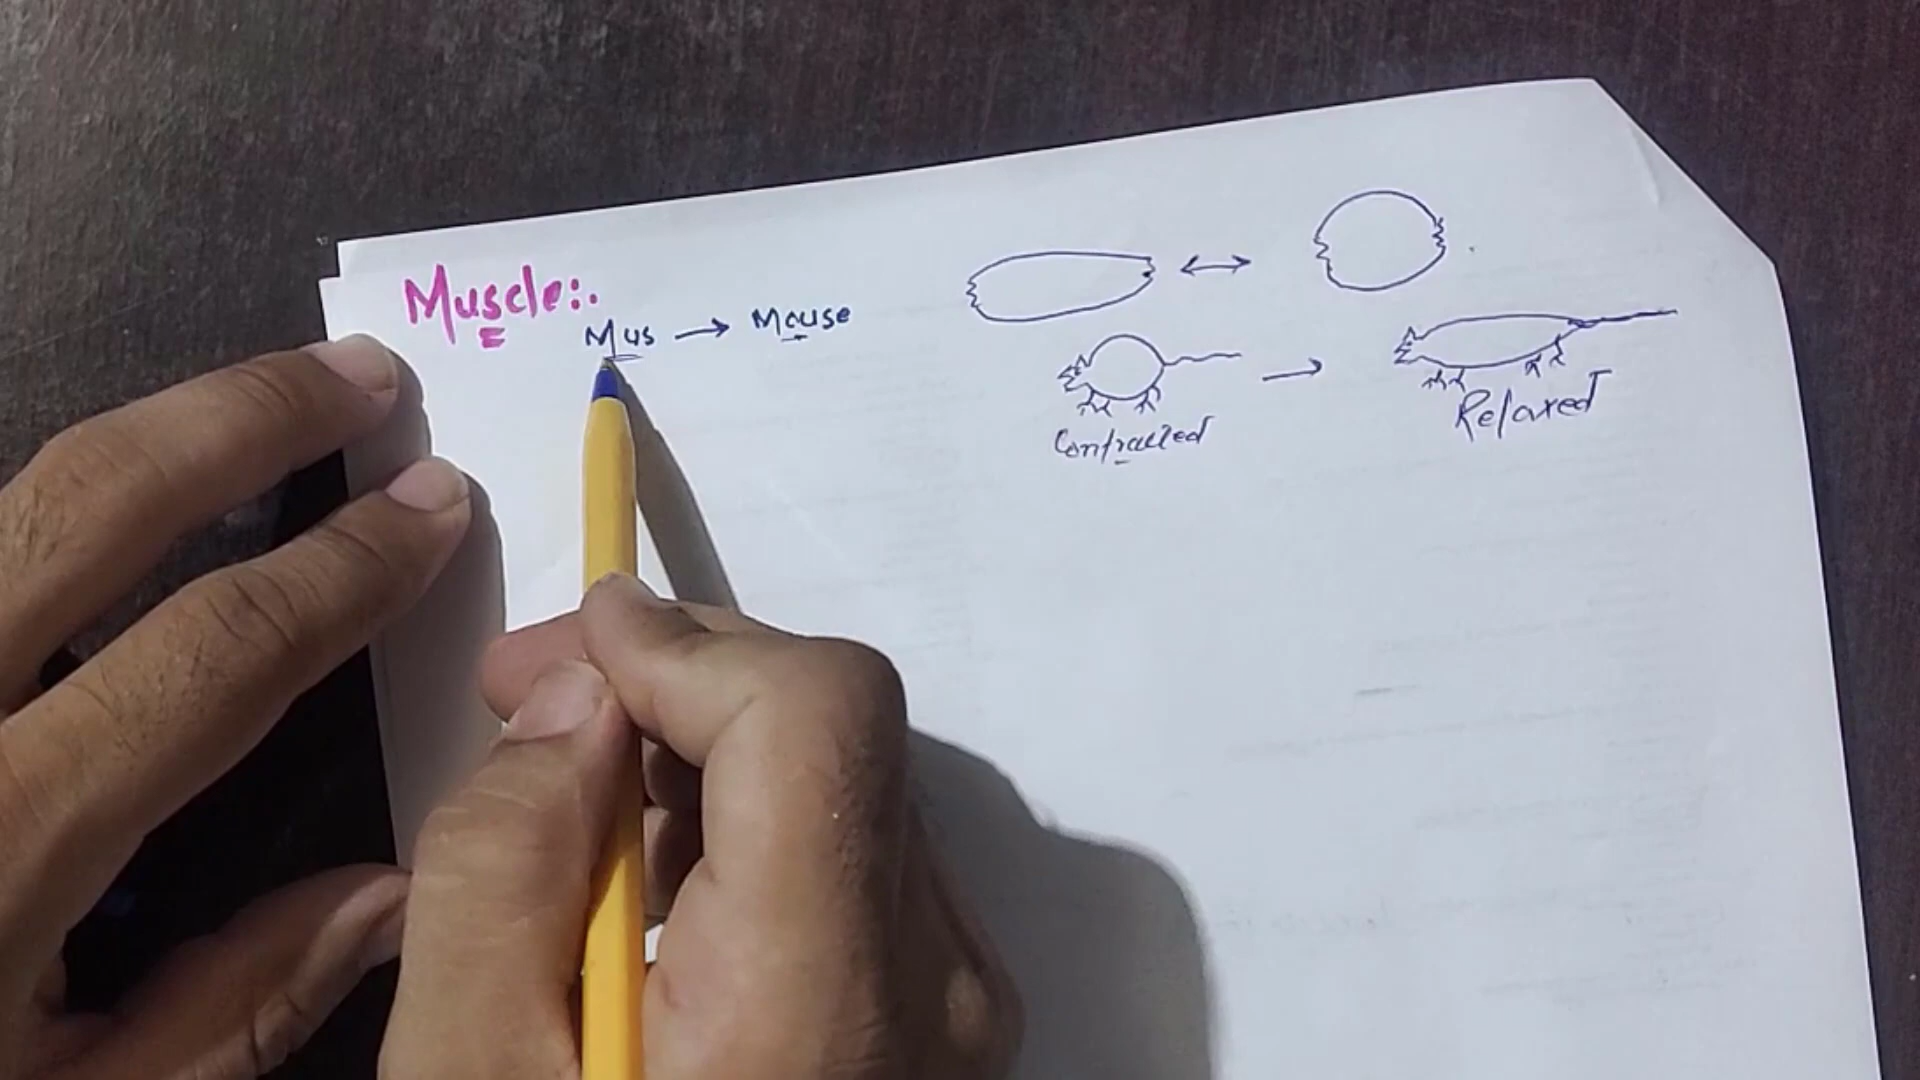 Muscle:.
Mus → Mouse
Contracted
Relaxed